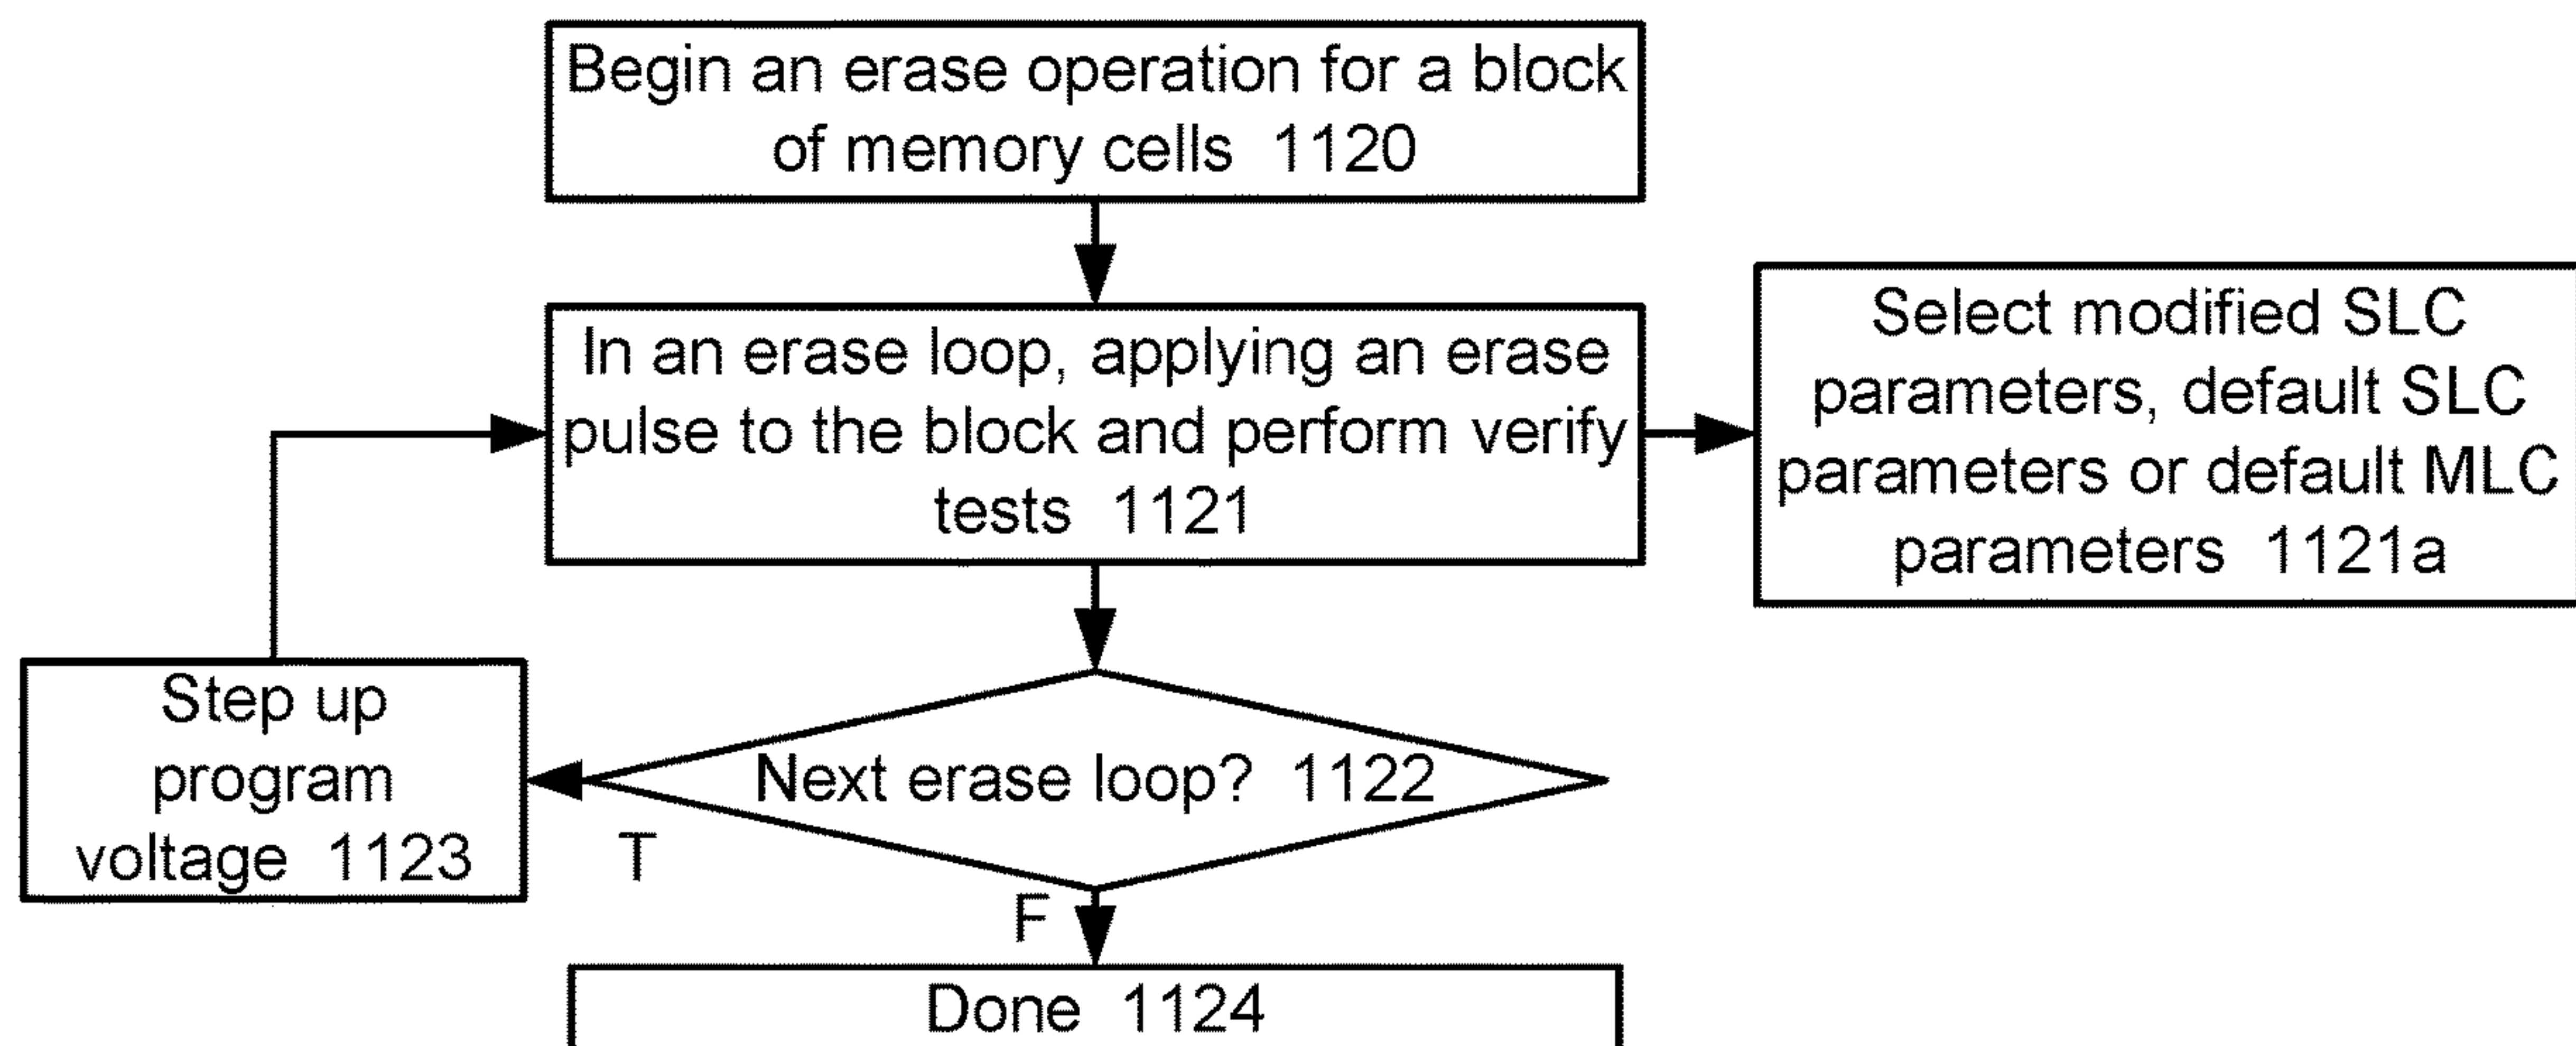 Begin an erase operation for a block
of memory cells 1120
In an erase loop, applying an erase
pulse to the block and perform verify
tests 1121
Select modified SLC
parameters, default SLC
parameters or default MLC
parameters 1121a
Step up
program
voltage 1123
Next erase loop? 1122
T
F
Done 1124